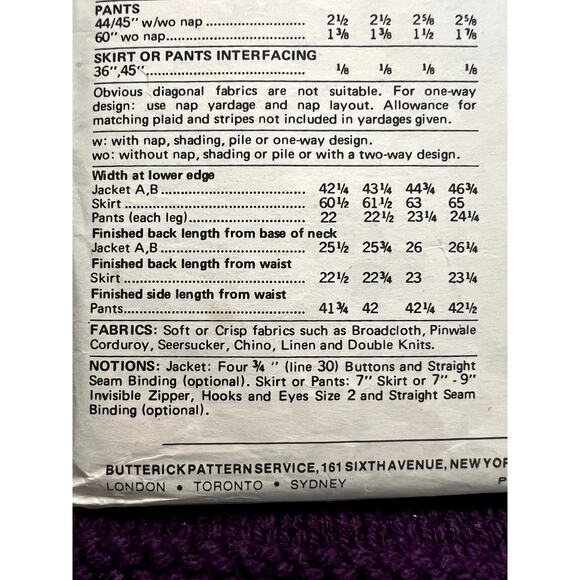 PANTS
44/45" w/wo nap .................... 2½ 2½ 2⅝ 2⅝
60" wo nap.............................. 1⅜ 1⅜ 1½ 1⅞
SKIRT OR PANTS INTERFACING
36",45"................................. ⅛ ⅛ ⅛ ⅛
Obvious diagonal fabrics are not suitable. For one-way
design: use nap yardage and nap layout. Allowance for
matching plaid and stripes not included in yardages given.
w: with nap, shading, pile or one-way design.
wo: without nap, shading or pile or with a two-way design.
Width at lower edge
Jacket A,B .............................. 42¼ 43¼ 44¾ 46¾
Skirt ....................................... 60½ 61½ 63 65
Pants (each leg)....................... 22 22½ 23¼ 24¼
Finished back length from base of neck
Jacket A,B .............................. 25½ 25¾ 26 26¼
Finished back length from waist
Skirt ....................................... 22½ 22¾ 23 23¼
Finished side length from waist
Pants....................................... 41¾ 42 42¼ 42½
FABRICS: Soft or Crisp fabrics such as Broadcloth, Pinwale
Corduroy, Seersucker, Chino, Linen and Double Knits.
NOTIONS: Jacket: Four ¾ " (line 30) Buttons and Straight
Seam Binding (optional). Skirt or Pants: 7" Skirt or 7" - 9"
Invisible Zipper, Hooks and Eyes Size 2 and Straight Seam
Binding (optional).
BUTTERICK PATTERN SERVICE, 161 SIXTH AVENUE, NEW YOR
LONDON • TORONTO • SYDNEY P